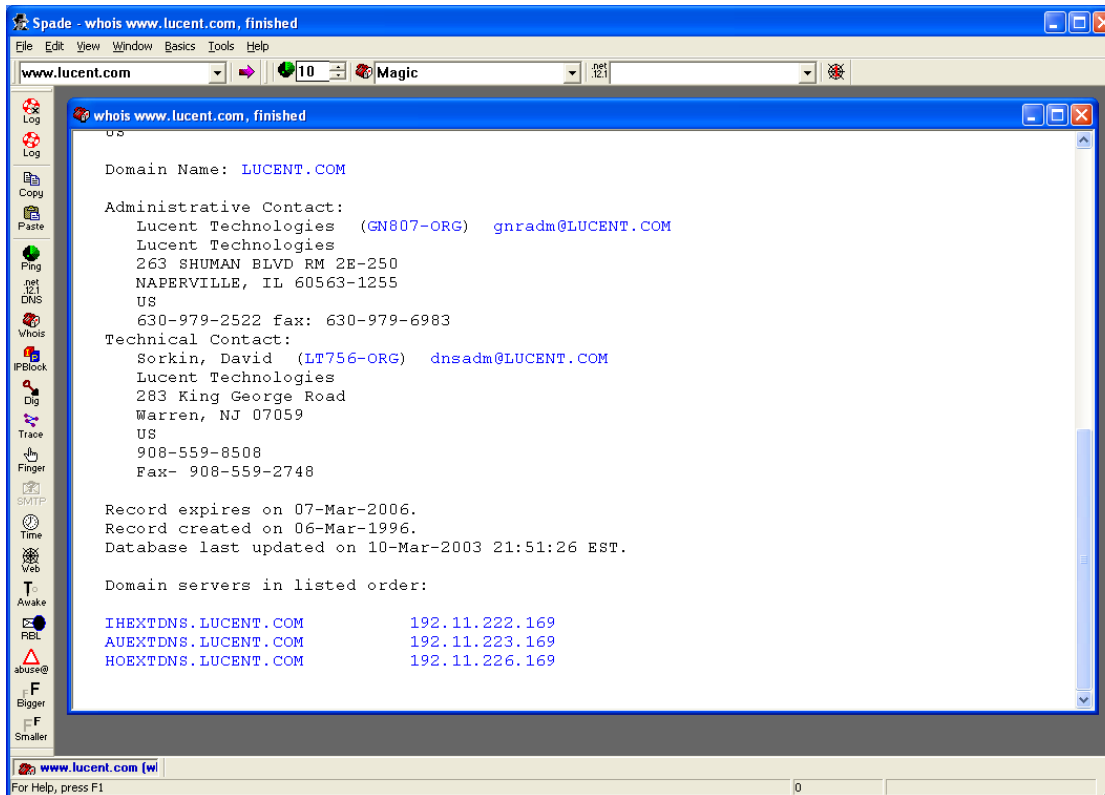 Spade - whois www.lucent.com, finished
File Edit View Window Basics Tools Help
www.lucent.com 10 Magic .net 12.1
Log
Log
Copy
Paste
Ping
.net 12.1 DNS
Whois
IPBlock
Dig
Trace
Finger
SMTP
Time
Web
Awake
RBL
abuse@
Bigger
Smaller
whois www.lucent.com, finished
US
Domain Name: LUCENT.COM
Administrative Contact:
Lucent Technologies (GN807-ORG) gnradm@LUCENT.COM
Lucent Technologies
263 SHUMAN BLVD RM 2E-250
NAPERVILLE, IL 60563-1255
US
630-979-2522 fax: 630-979-6983
Technical Contact:
Sorkin, David (LT756-ORG) dnsadm@LUCENT.COM
Lucent Technologies
283 King George Road
Warren, NJ 07059
US
908-559-8508
Fax- 908-559-2748
Record expires on 07-Mar-2006.
Record created on 06-Mar-1996.
Database last updated on 10-Mar-2003 21:51:26 EST.
Domain servers in listed order:
IHEXTDNS.LUCENT.COM 192.11.222.169
AUEXTDNS.LUCENT.COM 192.11.223.169
HOEXTDNS.LUCENT.COM 192.11.226.169
www.lucent.com (wl
For Help, press F1 0